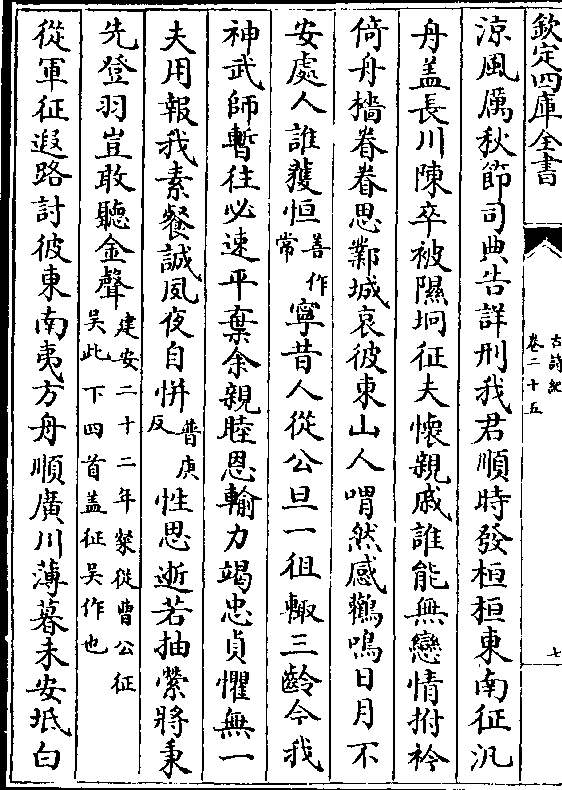 欽定四庫全書
古詩紀
卷二十五
七
涼風厲秋節司典告詳刑我君順時發桓桓東南征汎
舟盖長川陳卒被隰坰征夫懷親戚誰能無戀情拊衿
倚舟檣眷眷思鄴城哀彼東山人喟然感鸛鳴日月不
安處人誰獲恒善作常寧昔人從公旦一徂輙三齡今我
神武師暫往必速平棄余親睦恩輸力竭忠貞懼無一
夫用報我素餐誠夙夜自恲普庚反性思逝若抽縈將秉
先登羽豈敢聽金聲建安二十二年粲從曹公征吳此下四首盖征吳作也
從軍征遐路討彼東南夷方舟順廣川薄暮未安坻白